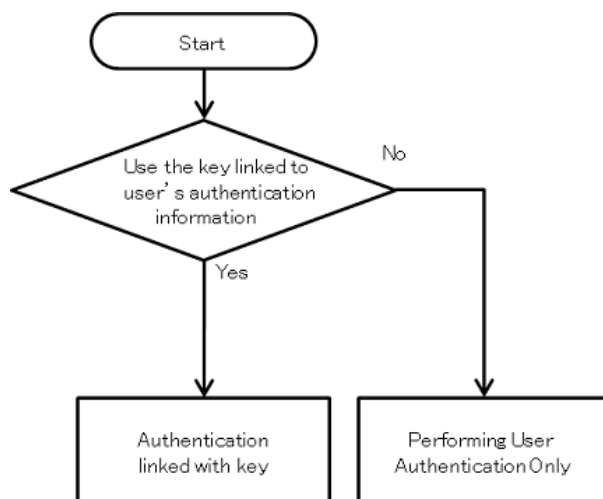 Start
Use the key linked to
user's authentication
information
No
Yes
Authentication
linked with key
Performing User
Authentication Only